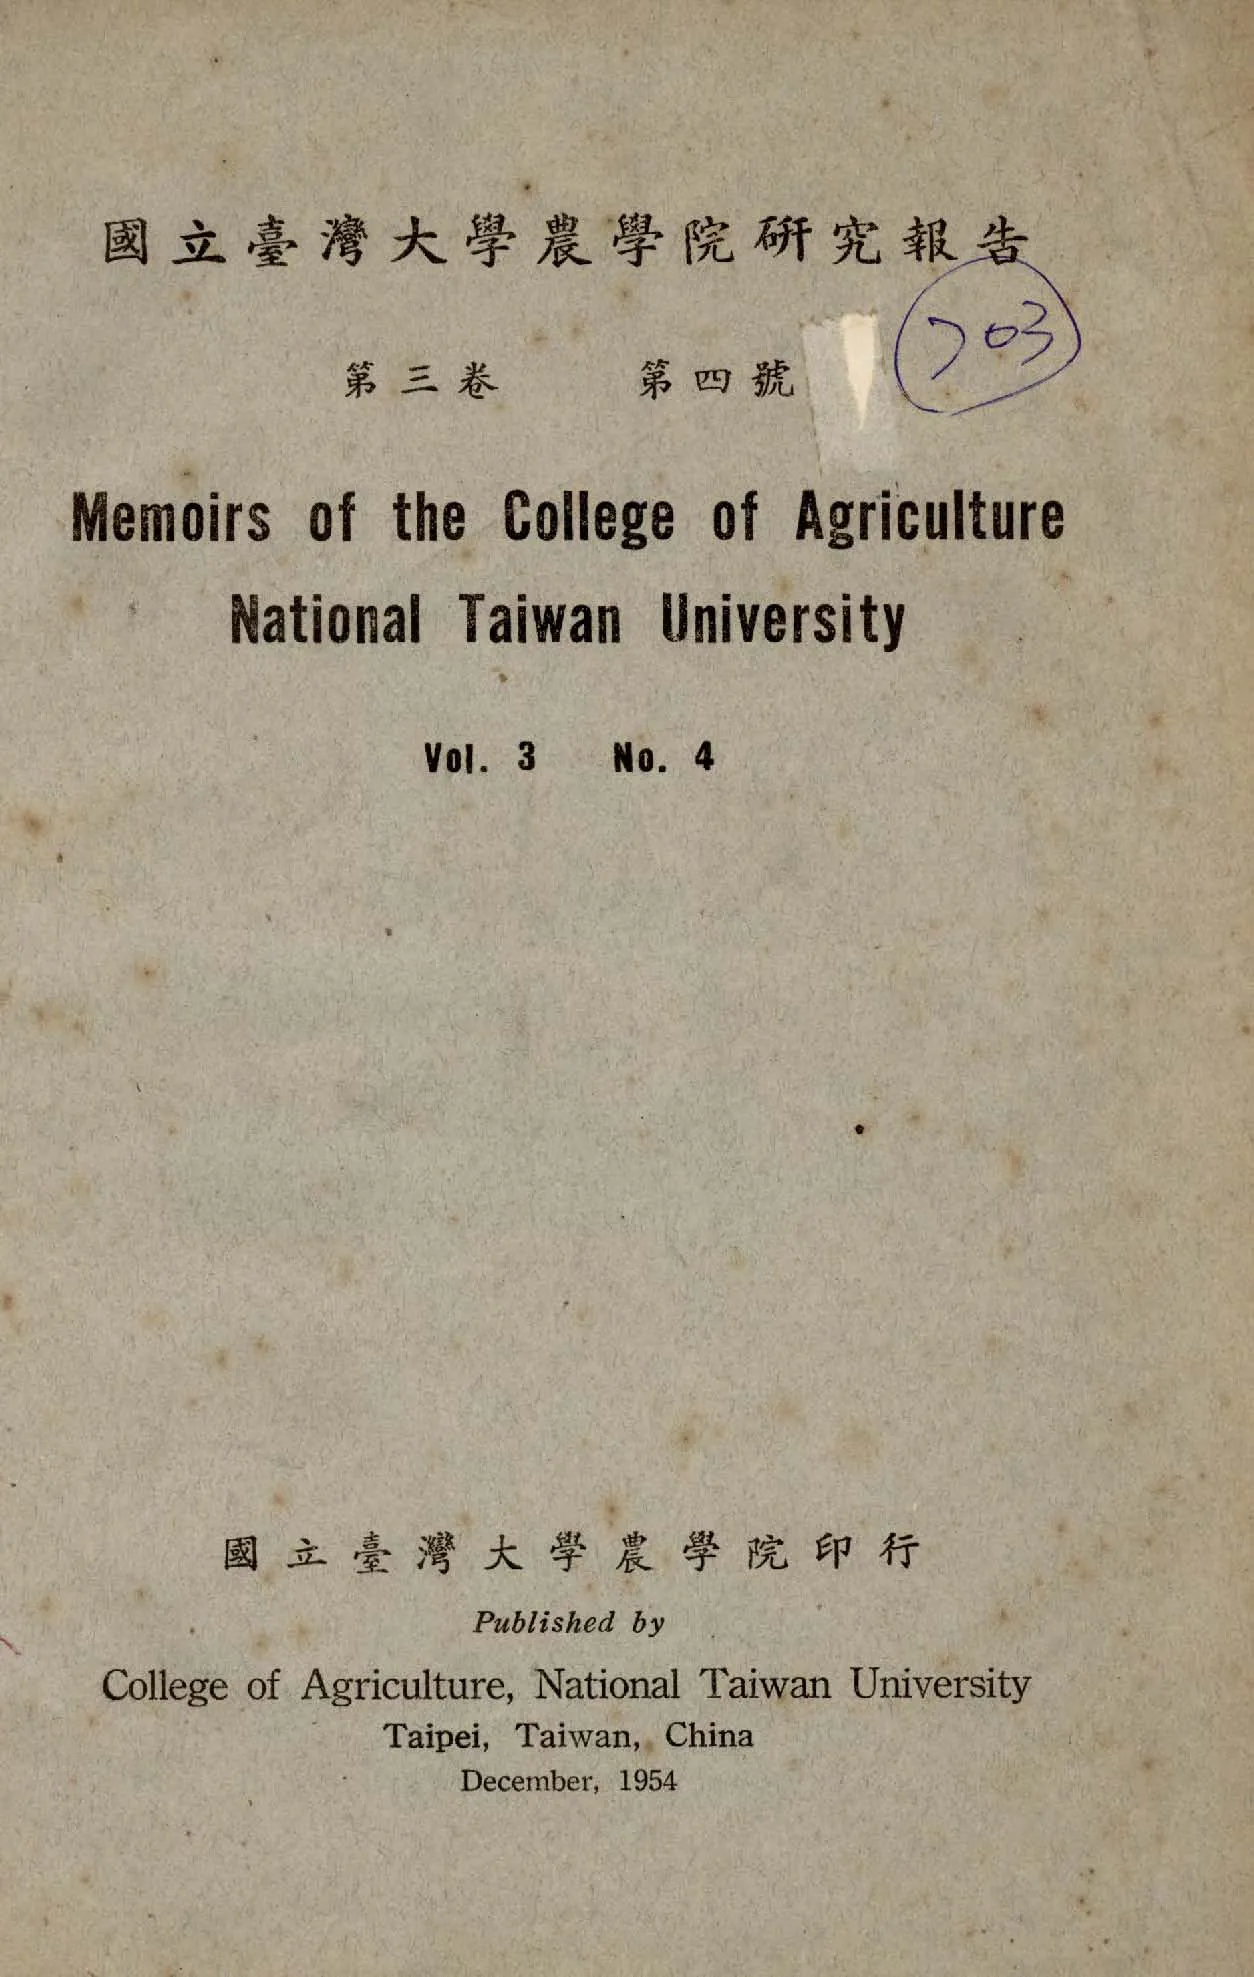 國立臺灣大學農學院研究報告
703
第三卷 第四號
Memoirs of the College of Agriculture
National Taiwan University
Vol. 3 No. 4
國立臺灣大學農學院印行
Published by
College of Agriculture, National Taiwan University
Taipei, Taiwan, China
December, 1954